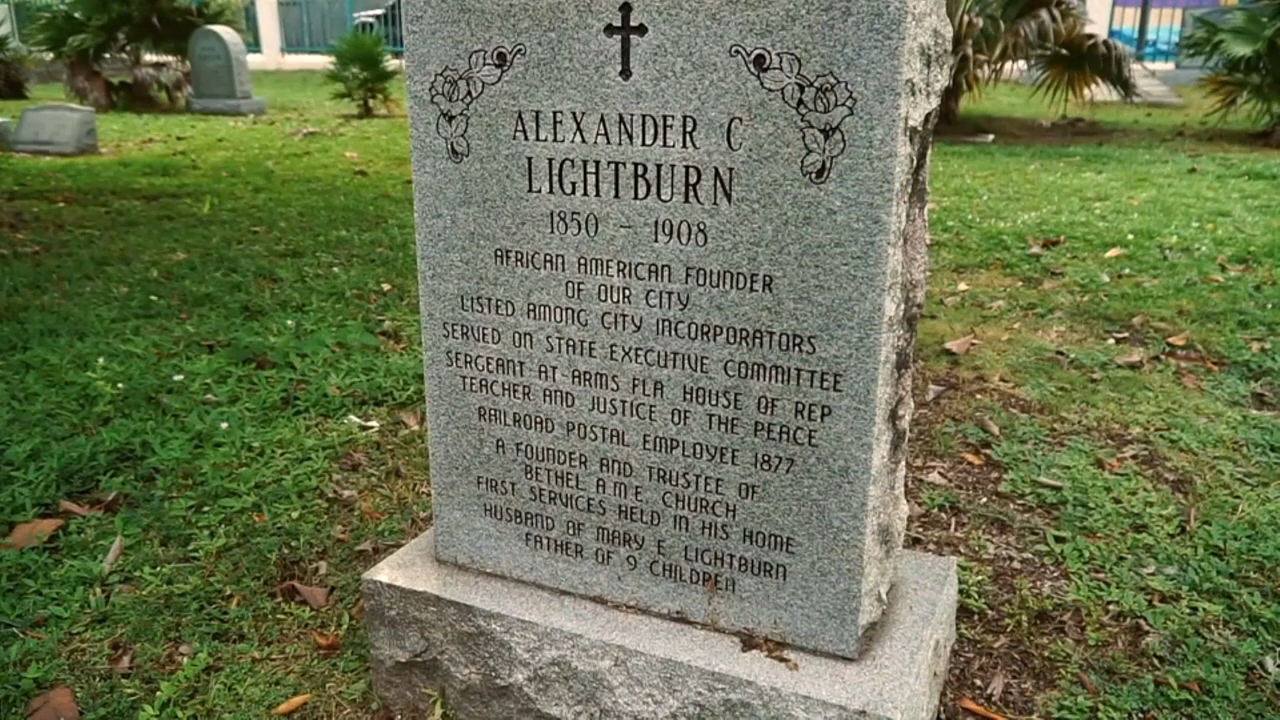 ALEXANDER C
LIGHTBURN
1850 - 1908
AFRICAN AMERICAN FOUNDER
OF OUR CITY
LISTED AMONG CITY INCORPORATORS
SERVED ON STATE EXECUTIVE COMMITTEE
SERGEANT AT-ARMS FLA HOUSE OF REP
TEACHER AND JUSTICE OF THE PEACE
RAILROAD POSTAL EMPLOYEE 1877
A FOUNDER AND TRUSTEE OF
BETHEL A.M.E. CHURCH
FIRST SERVICES HELD IN HIS HOME
HUSBAND OF MARY E LIGHTBURN
FATHER OF 9 CHILDREN